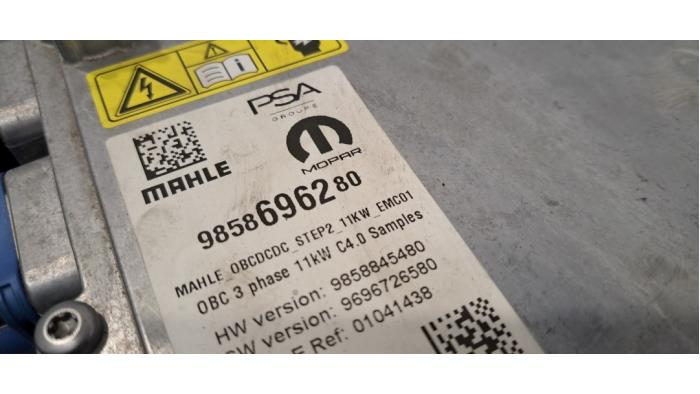 PSA
GROUPE
MAHLE
MOPAR
9858696280
MAHLE_OBCDCDC_STEP2_11KW_EMC01
OBC 3 phase 11kW C4.0 Samples
HW version: 9858845480
SW version: 9696726580
Ref: 01041438